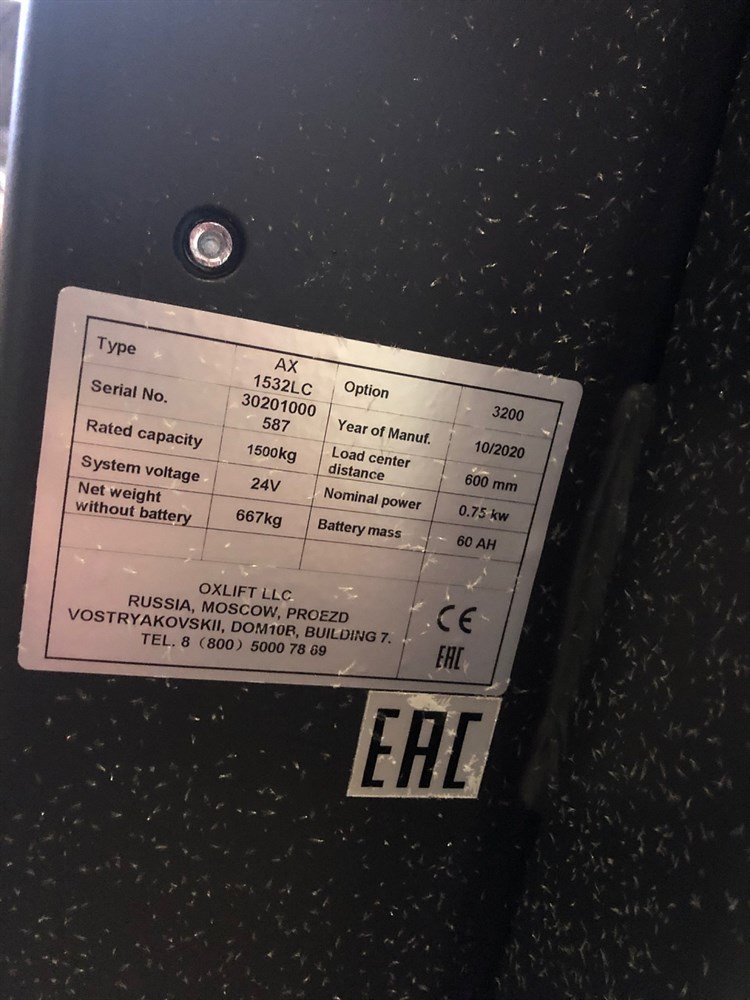 Type AX 1532LC Option 3200
Serial No. 30201000 587 Year of Manuf. 10/2020
Rated capacity 1500kg Load center distance 600 mm
System voltage 24V Nominal power 0.75 kw
Net weight without battery 667kg Battery mass 60 AH
OXLIFT LLC
RUSSIA, MOSCOW, PROEZD
VOSTRYAKOVSKII, DOM10B, BUILDING 7.
TEL. 8 (800) 5000 78 69
CE
EAC
EAC